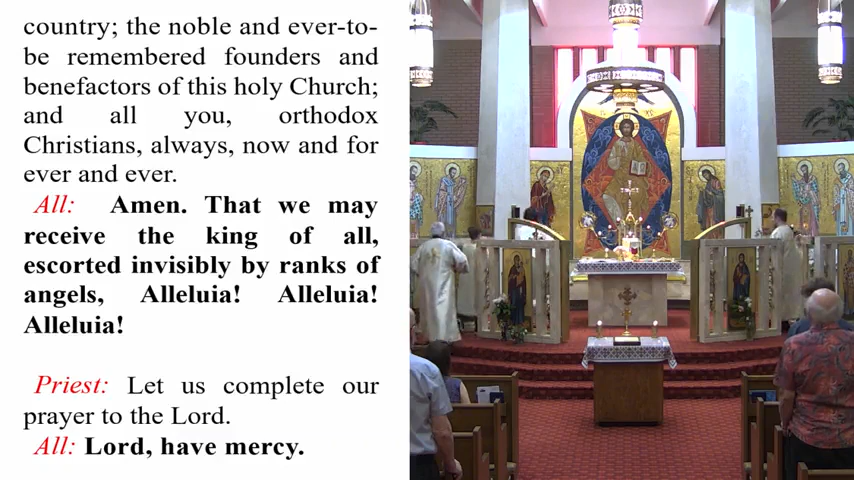 country; the noble and ever-to-
be remembered founders and
benefactors of this holy Church;
and all you, orthodox
Christians, always, now and for
ever and ever.
All: Amen. That we may
receive the king of all,
escorted invisibly by ranks of
angels, Alleluia! Alleluia!
Alleluia!
Priest: Let us complete our
prayer to the Lord.
All: Lord, have mercy.